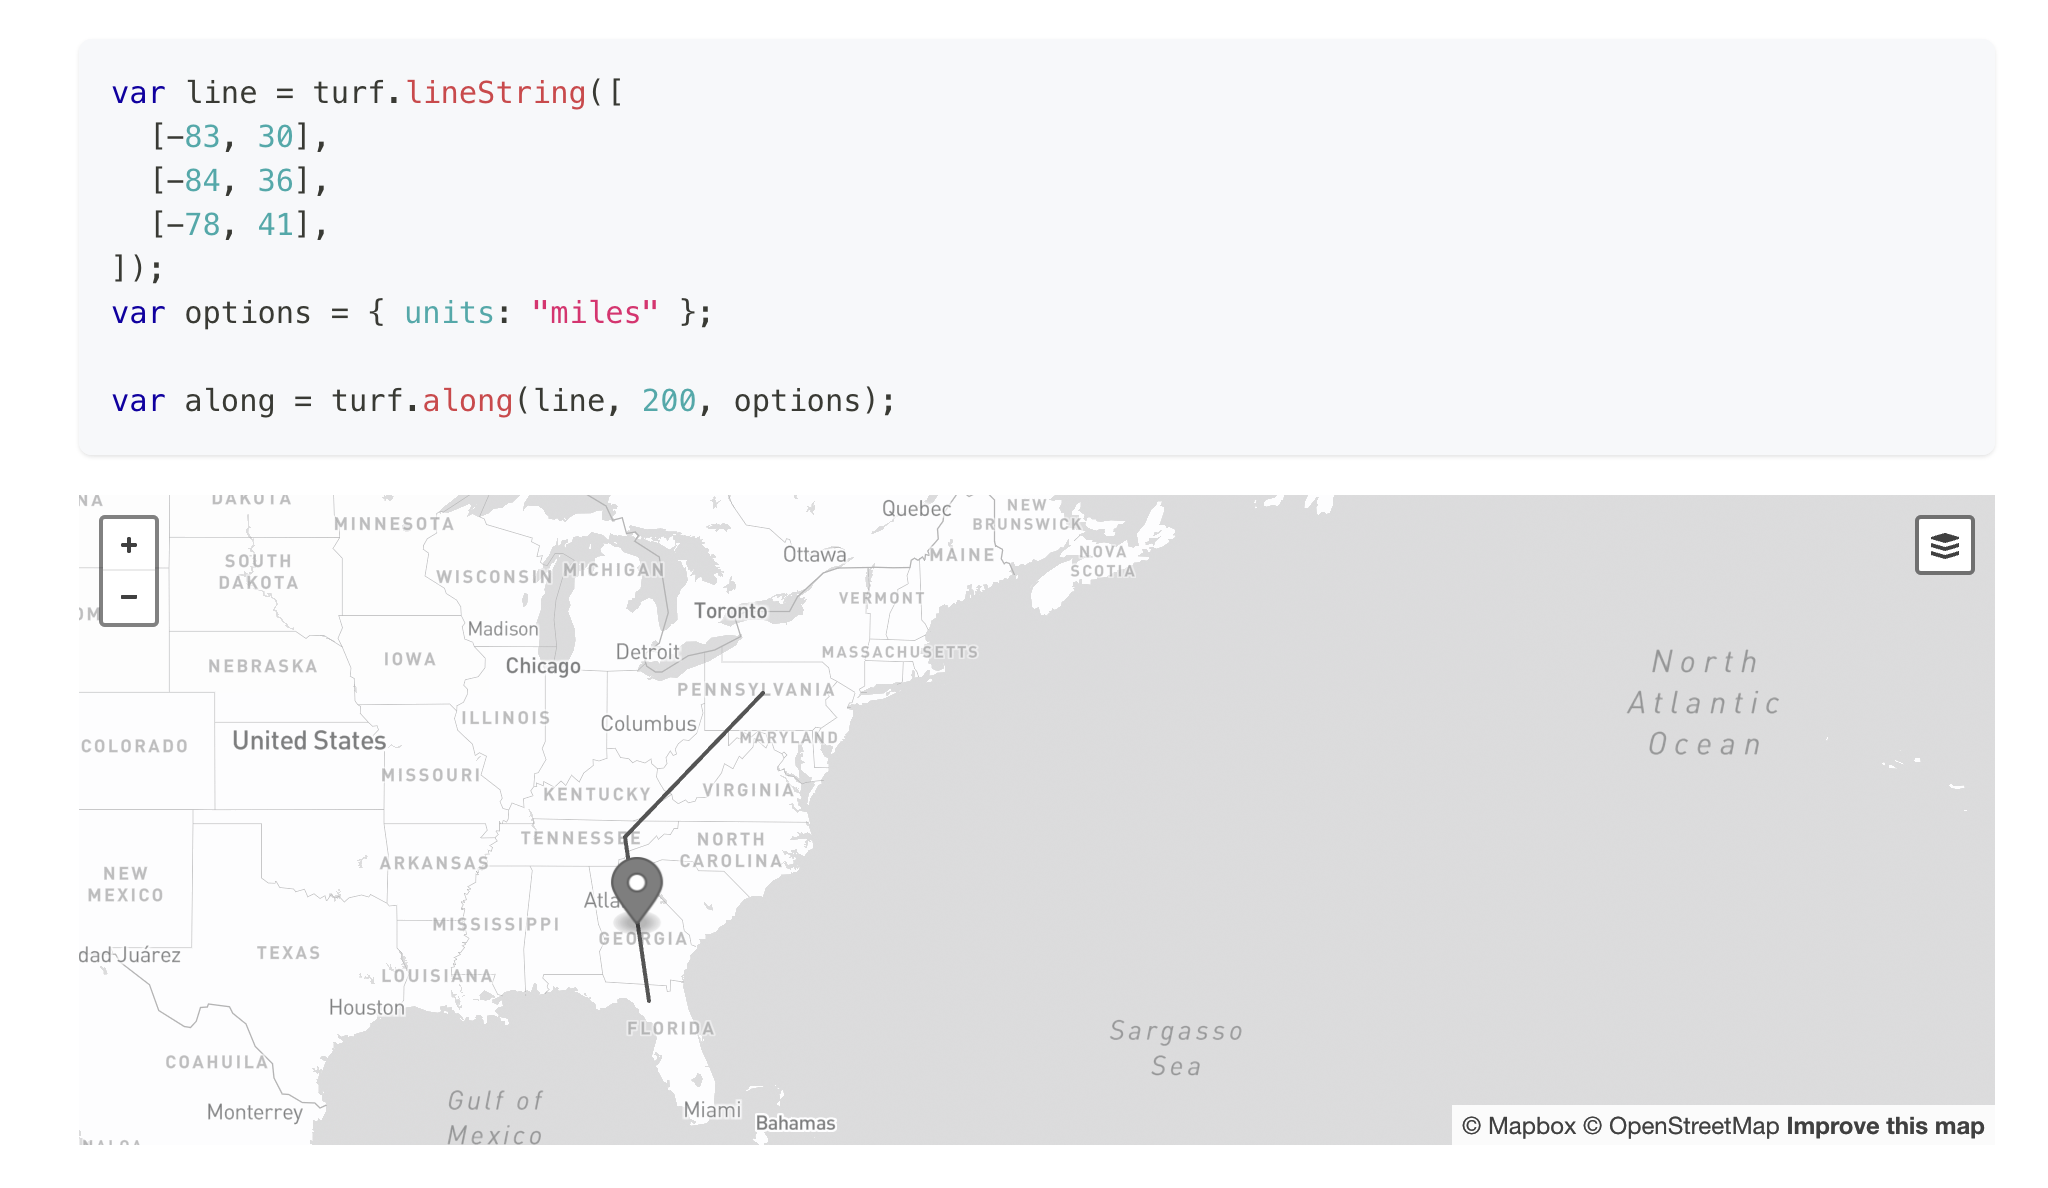 var line = turf.lineString([
  [-83, 30],
  [-84, 36],
  [-78, 41],
]);
var options = { units: "miles" };
var along = turf.along(line, 200, options);
NA
DAKOTA
Quebec
NEW
BRUNSWICK
MINNESOTA
+
Ottawa
MAINE
NOVA
SCOTIA
SOUTH
DAKOTA
WISCONSIN
MICHIGAN
−
VERMONT
OM
Toronto
Madison
Detroit
MASSACHUSETTS
NEBRASKA
IOWA
Chicago
North
Atlantic
Ocean
PENNSYLVANIA
ILLINOIS
Columbus
COLORADO
United States
MARYLAND
MISSOURI
KENTUCKY
VIRGINIA
TENNESSEE
NORTH
CAROLINA
ARKANSAS
NEW
MEXICO
Atla
MISSISSIPPI
GEORGIA
dad Juárez
TEXAS
LOUISIANA
Houston
FLORIDA
Sargasso
Sea
COAHUILA
Gulf of
Mexico
Monterrey
Miami
Bahamas
© Mapbox © OpenStreetMap Improve this map